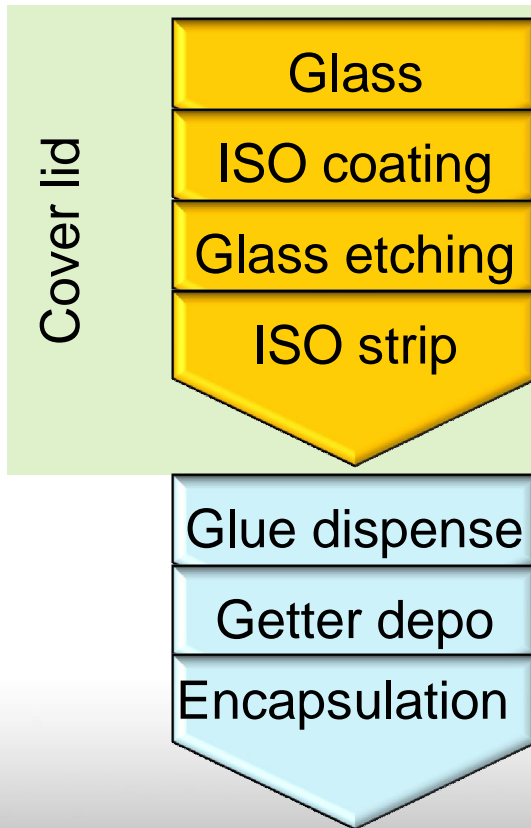 Cover lid
Glass
ISO coating
Glass etching
ISO strip
Glue dispense
Getter depo
Encapsulation